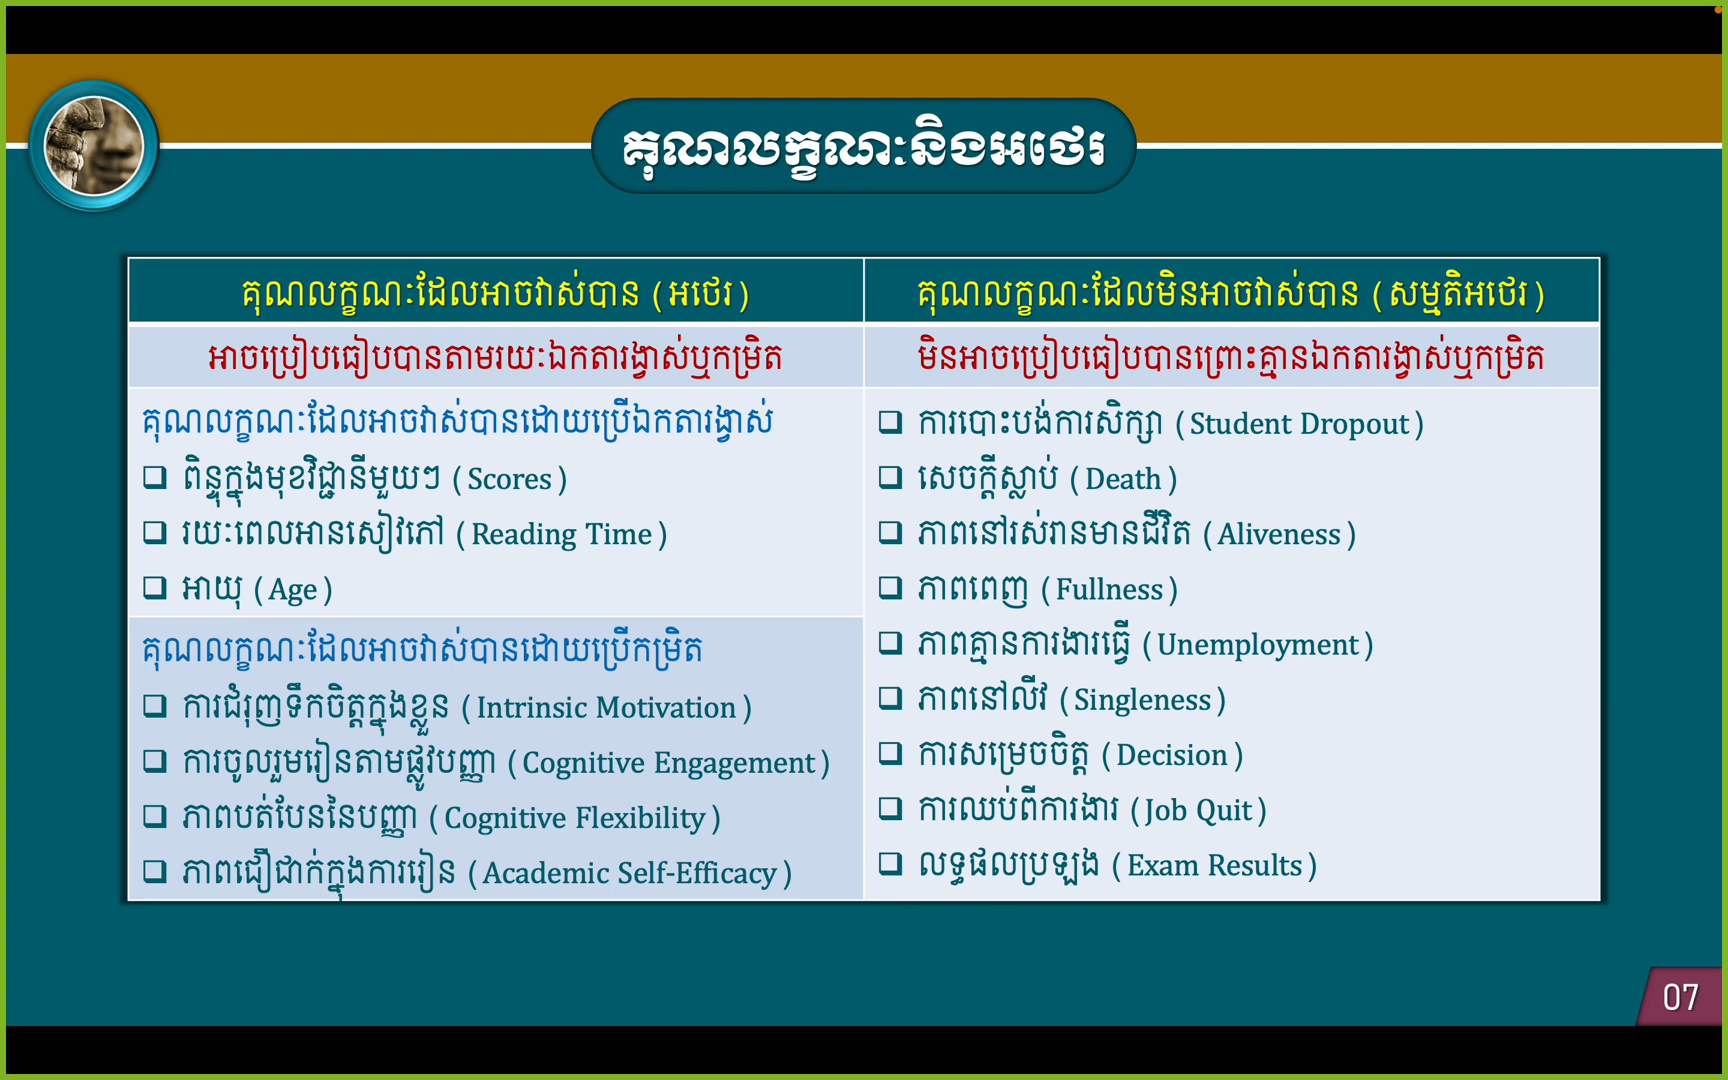 គុណលក្ខណៈនិងអថេរ
គុណលក្ខណៈដែលអាចវាស់បាន (អថេរ)
គុណលក្ខណៈដែលមិនអាចវាស់បាន (សម្មតិអថេរ)
អាចប្រៀបធៀបបានតាមរយៈឯកតារង្វាស់ឬកម្រិត
មិនអាចប្រៀបធៀបបានព្រោះគ្មានឯកតារង្វាស់ឬកម្រិត
គុណលក្ខណៈដែលអាចវាស់បានដោយប្រើឯកតារង្វាស់
❑ ពិន្ទុក្នុងមុខវិជ្ជានីមួយៗ (Scores)
❑ រយៈពេលអានសៀវភៅ (Reading Time)
❑ អាយុ (Age)
គុណលក្ខណៈដែលអាចវាស់បានដោយប្រើកម្រិត
❑ ការជំរុញទឹកចិត្តក្នុងខ្លួន (Intrinsic Motivation)
❑ ការចូលរួមរៀនតាមផ្លូវបញ្ញា (Cognitive Engagement)
❑ ភាពបត់បែននៃបញ្ញា (Cognitive Flexibility)
❑ ភាពជឿជាក់ក្នុងការរៀន (Academic Self-Efficacy)
❑ ការបោះបង់ការសិក្សា (Student Dropout)
❑ សេចក្ដីស្លាប់ (Death)
❑ ភាពនៅរស់រានមានជីវិត (Aliveness)
❑ ភាពពេញ (Fullness)
❑ ភាពគ្មានការងារធ្វើ (Unemployment)
❑ ភាពនៅលីវ (Singleness)
❑ ការសម្រេចចិត្ត (Decision)
❑ ការឈប់ពីការងារ (Job Quit)
❑ លទ្ធផលប្រឡង (Exam Results)
07